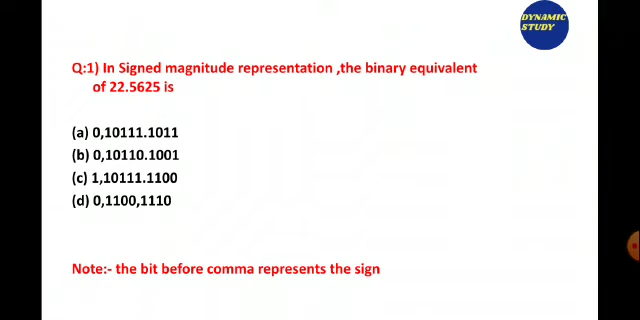 DYNAMIC
STUDY
Q:1) In Signed magnitude representation ,the binary equivalent
of 22.5625 is
(a) 0,10111.1011
(b) 0,10110.1001
(c) 1,10111.1100
(d) 0,1100,1110
Note:- the bit before comma represents the sign